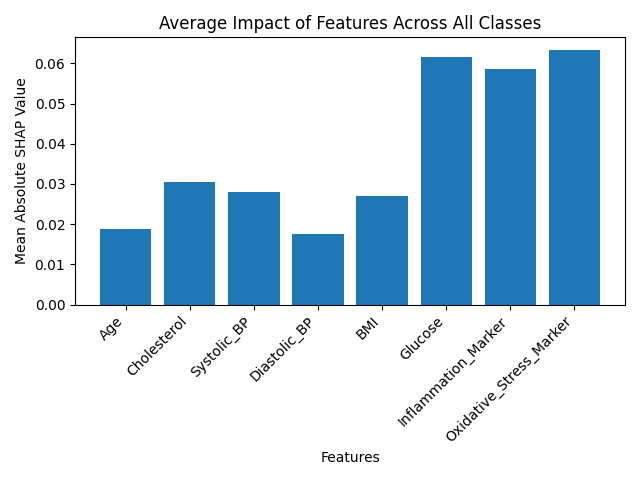 Average Impact of Features Across All Classes
Mean Absolute SHAP Value
0.06
0.05
0.04
0.03
0.02
0.01
0.00
Age
Cholesterol
Systolic_BP
Diastolic_BP
BMI
Glucose
Inflammation_Marker
Oxidative_Stress_Marker
Features